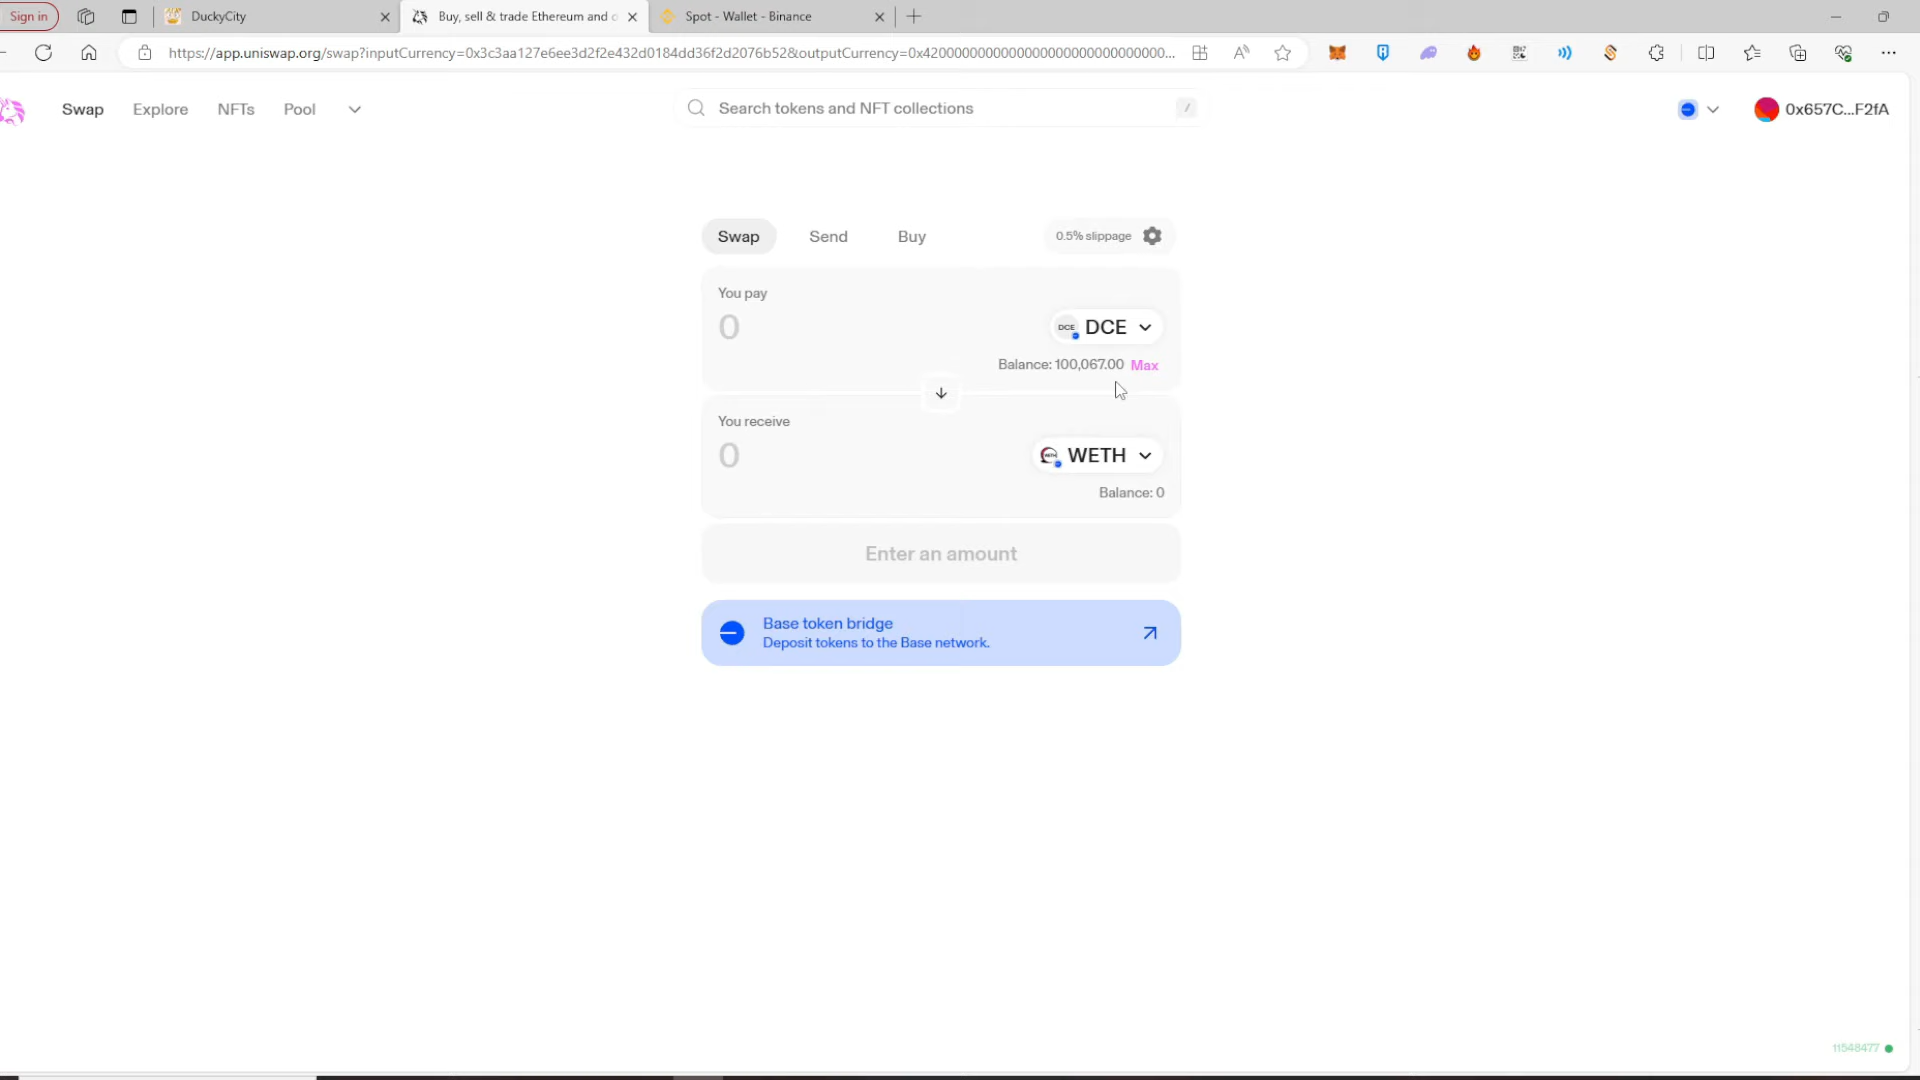 Sign in
DuckyCity
Buy, sell & trade Ethereum and o
Spot - Wallet - Binance
https://app.uniswap.org/swap?inputCurrency=0x3c3aa127e6ee3d2f2e432d0184dd36f2d2076b52&outputCurrency=0x420000000000000000000000000000...
Swap
Explore
NFTs
Pool
Search tokens and NFT collections
/
0x657C...F2fA
Swap
Send
Buy
0.5% slippage
You pay
0
DCE
DCE
Balance: 100,067.00 Max
You receive
0
WETH
WETH
Balance: 0
Enter an amount
Base token bridge
Deposit tokens to the Base network.
11548477